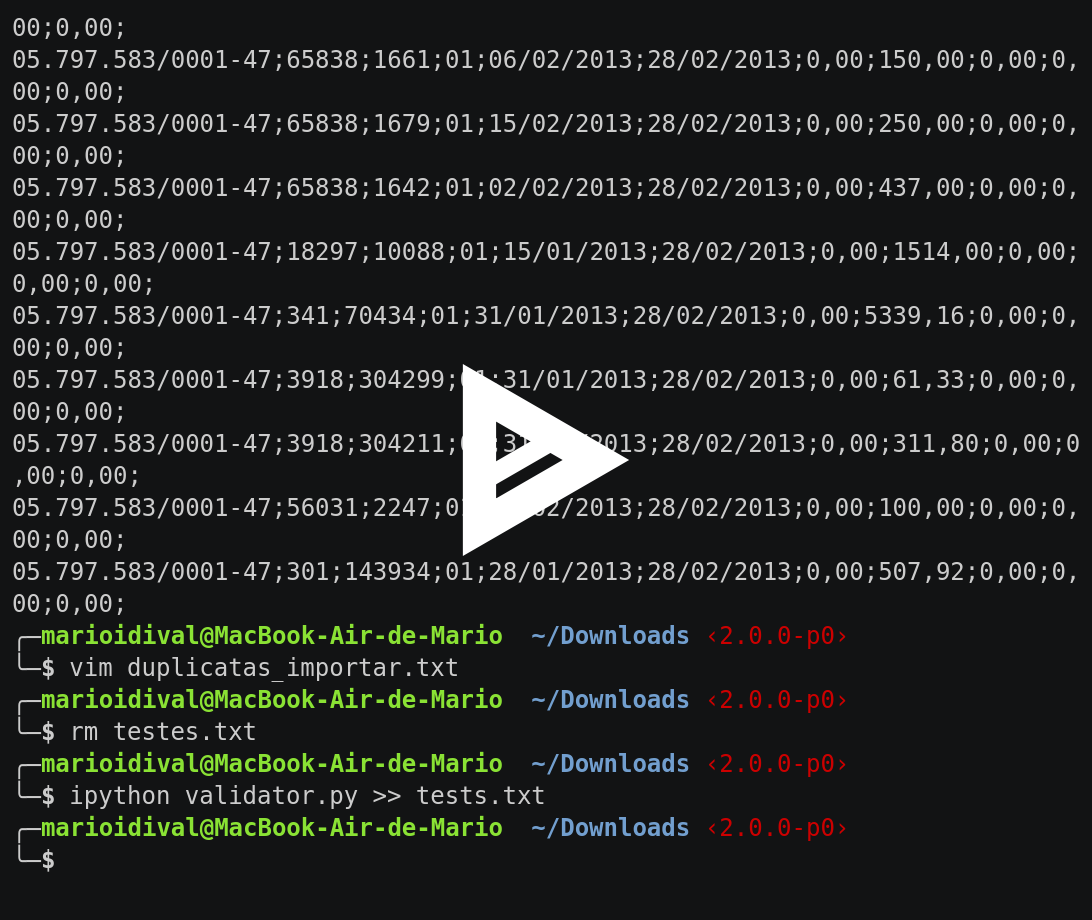 00;0,00;
05.797.583/0001-47;65838;1661;01;06/02/2013;28/02/2013;0,00;150,00;0,00;0,
00;0,00;
05.797.583/0001-47;65838;1679;01;15/02/2013;28/02/2013;0,00;250,00;0,00;0,
00;0,00;
05.797.583/0001-47;65838;1642;01;02/02/2013;28/02/2013;0,00;437,00;0,00;0,
00;0,00;
05.797.583/0001-47;18297;10088;01;15/01/2013;28/02/2013;0,00;1514,00;0,00;
0,00;0,00;
05.797.583/0001-47;341;70434;01;31/01/2013;28/02/2013;0,00;5339,16;0,00;0,
00;0,00;
05.797.583/0001-47;3918;304299; 31/01/2013;28/02/2013;0,00;61,33;0,00;0,
00;0,00;
05.797.583/0001-47;3918;304211; 2013;28/02/2013;0,00;311,80;0,00;0
,00;0,00;
05.797.583/0001-47;56031;2247; 2/2013;28/02/2013;0,00;100,00;0,00;0,
00;0,00;
05.797.583/0001-47;301;143934;01;28/01/2013;28/02/2013;0,00;507,92;0,00;0,
00;0,00;
╭─marioidival@MacBook-Air-de-Mario  ~/Downloads ‹2.0.0-p0›
╰─$ vim duplicatas_importar.txt
╭─marioidival@MacBook-Air-de-Mario  ~/Downloads ‹2.0.0-p0›
╰─$ rm testes.txt
╭─marioidival@MacBook-Air-de-Mario  ~/Downloads ‹2.0.0-p0›
╰─$ ipython validator.py >> tests.txt
╭─marioidival@MacBook-Air-de-Mario  ~/Downloads ‹2.0.0-p0›
╰─$